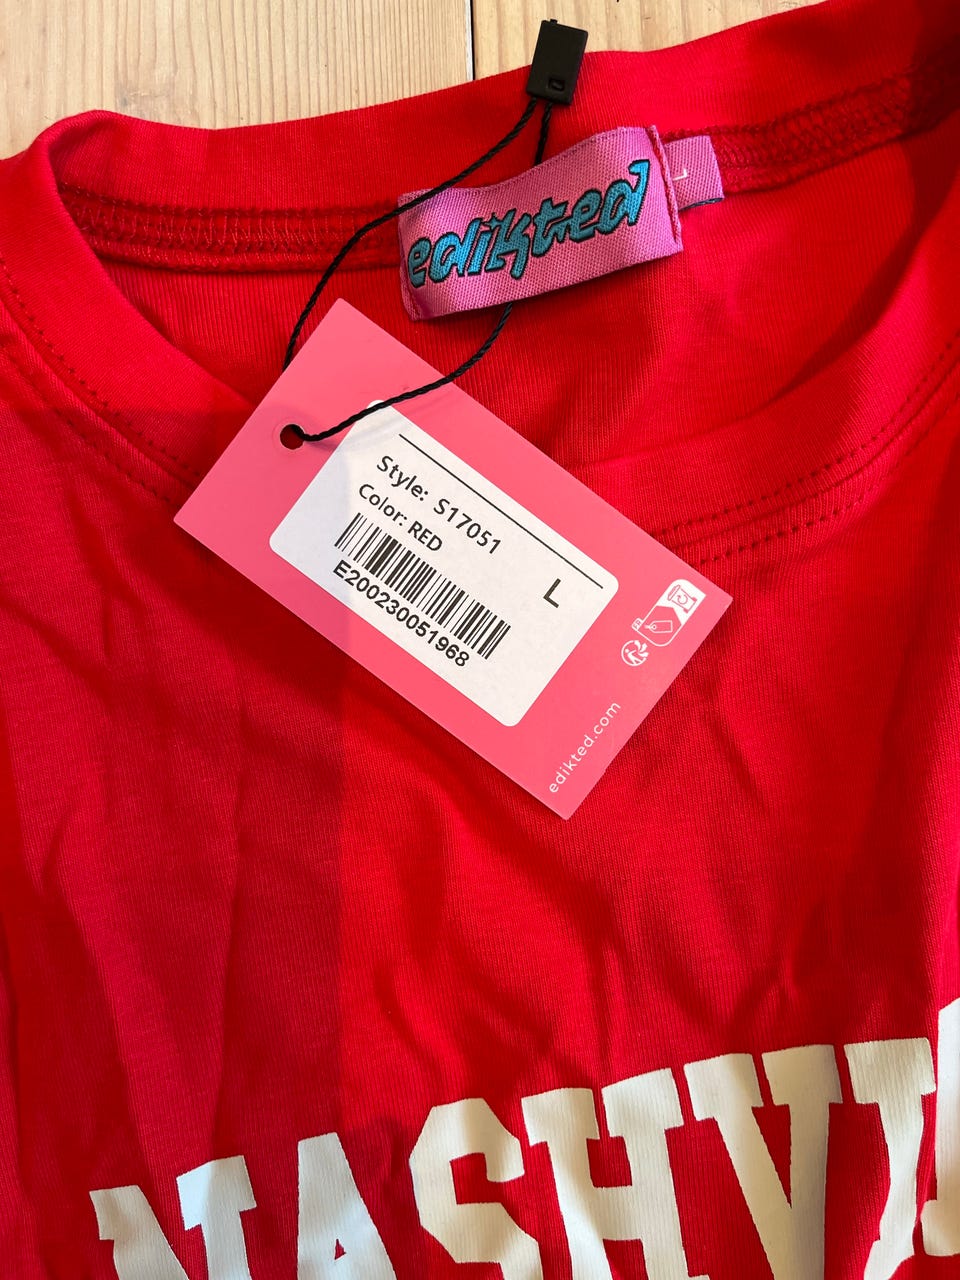 edikted
L
Style: S17051
Color: RED
L
E200230051968
edikted.com
NASHVI